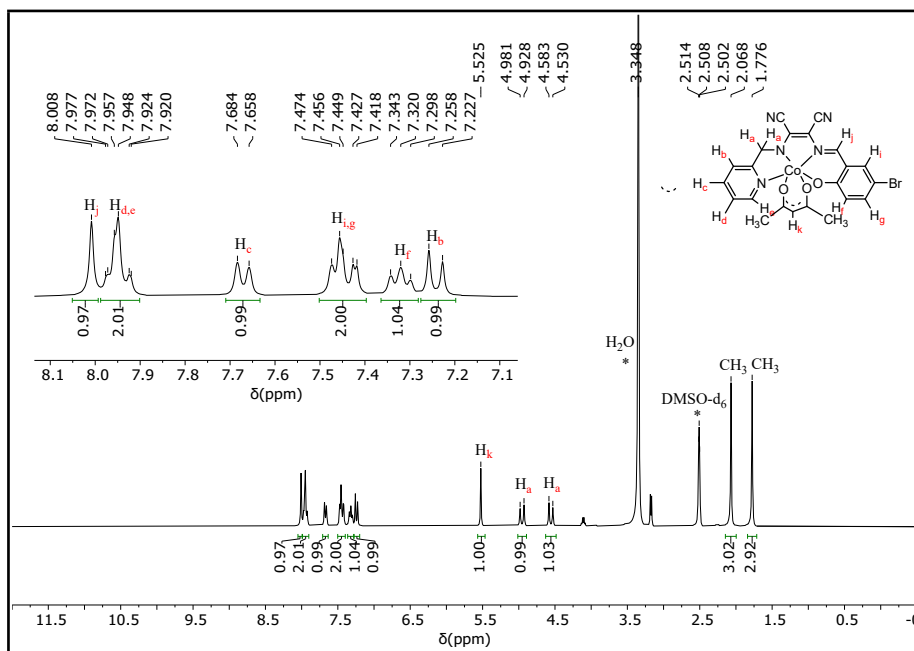 8.008
7.977
7.972
7.957
7.948
7.924
7.920
7.684
7.658
7.474
7.456
7.449
7.427
7.418
7.343
7.320
7.298
7.258
7.227
5.525
4.981
4.928
4.583
4.530
3.348
2.514
2.508
2.502
2.068
1.776
NC CN
Ha Ha Hj
Hb N N Hi
Co
Hc N O O O Br
Hd He Hf Hg
H3C Hk CH3
Hj Hd,e Hc Hi,g Hf Hb
0.97 2.01 0.99 2.00 1.04 0.99
8.1 8.0 7.9 7.8 7.7 7.6 7.5 7.4 7.3 7.2 7.1
δ(ppm)
H2O
*
DMSO-d6
*
CH3 CH3
Hk Ha Ha
0.97 2.01 0.99 2.00 1.04 0.99 1.00 0.99 1.03 3.02 2.92
11.5 10.5 9.5 8.5 7.5 6.5 5.5 4.5 3.5 2.5 1.5 0.5 -0
δ(ppm)